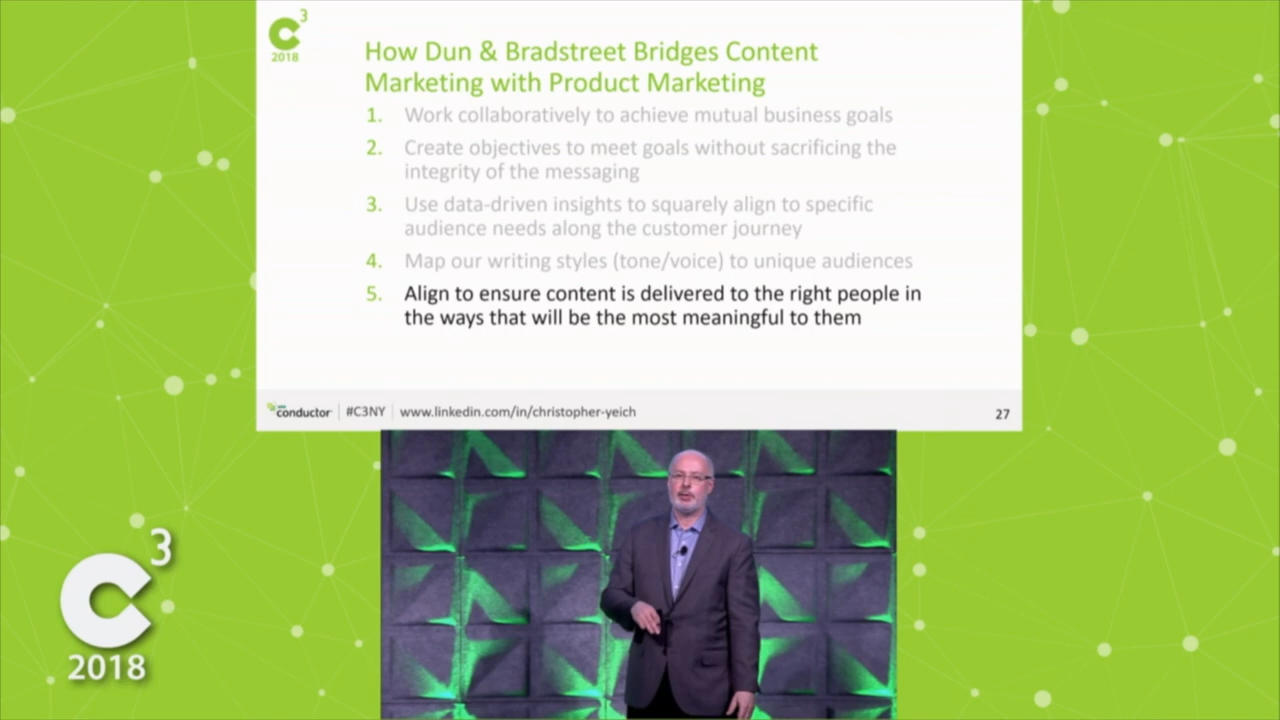 3
2018
How Dun & Bradstreet Bridges Content
Marketing with Product Marketing
1. Work collaboratively to achieve mutual business goals
2. Create objectives to meet goals without sacrificing the
integrity of the messaging
3. Use data-driven insights to squarely align to specific
audience needs along the customer journey
4. Map our writing styles (tone/voice) to unique audiences
5. Align to ensure content is delivered to the right people in
the ways that will be the most meaningful to them
conductor #C3NY www.linkedin.com/in/christopher-yeich 27
C3
2018